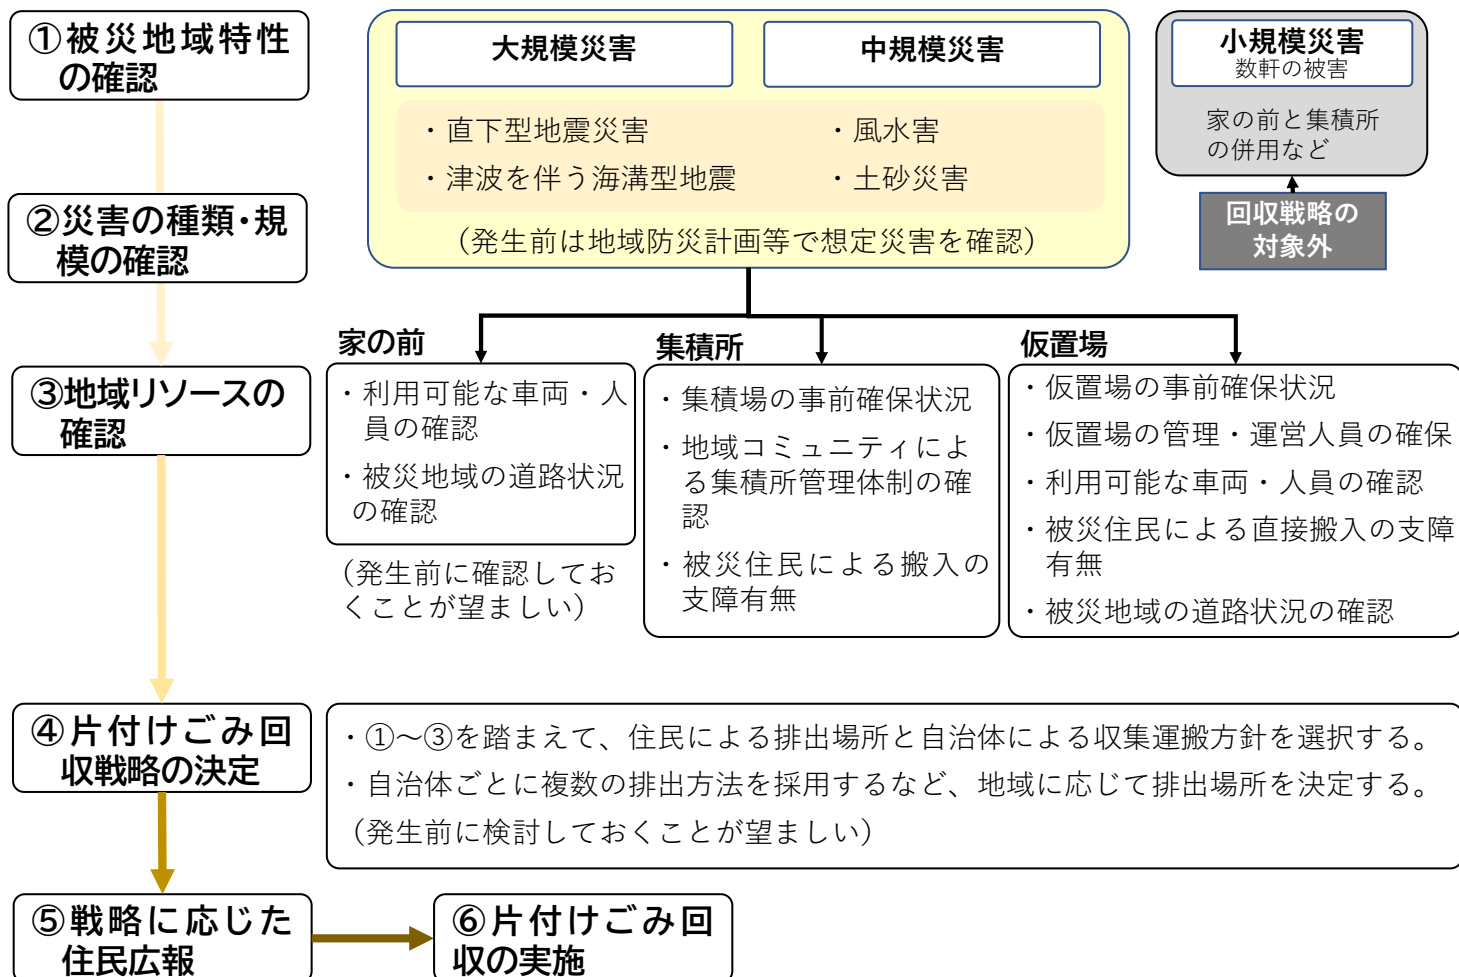 ①被災地域特性
の確認
大規模災害
中規模災害
・直下型地震災害
・風水害
・津波を伴う海溝型地震
・土砂災害
（発生前は地域防災計画等で想定災害を確認）
小規模災害
数軒の被害
家の前と集積所
の併用など
回収戦略の
対象外
②災害の種類・規
模の確認
③地域リソースの
確認
家の前
・利用可能な車両・人
員の確認
・被災地域の道路状況
の確認
（発生前に確認してお
くことが望ましい）
集積所
・集積場の事前確保状況
・地域コミュニティによ
る集積所管理体制の確
認
・被災住民による搬入の
支障有無
仮置場
・仮置場の事前確保状況
・仮置場の管理・運営人員の確保
・利用可能な車両・人員の確認
・被災住民による直接搬入の支障
有無
・被災地域の道路状況の確認
④片付けごみ回
収戦略の決定
・①～③を踏まえて、住民による排出場所と自治体による収集運搬方針を選択する。
・自治体ごとに複数の排出方法を採用するなど、地域に応じて排出場所を決定する。
（発生前に検討しておくことが望ましい）
⑤戦略に応じた
住民広報
⑥片付けごみ回
収の実施